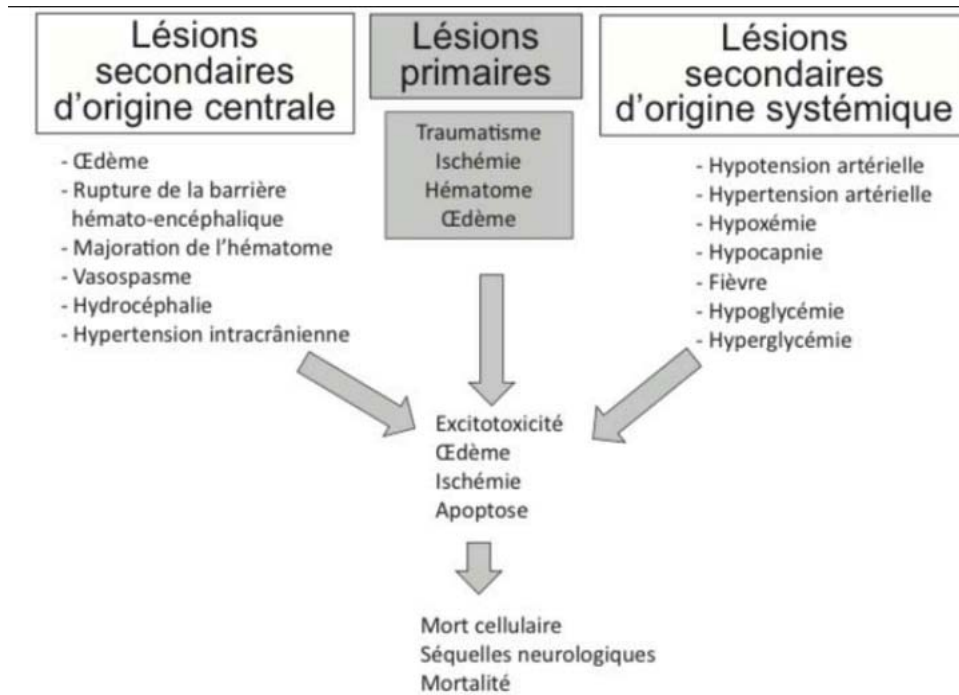 Lésions
secondaires
d'origine centrale
- Œdème
- Rupture de la barrière
hémato-encéphalique
- Majoration de l'hématome
- Vasospasme
- Hydrocéphalie
- Hypertension intracrânienne
Lésions
primaires
Traumatisme
Ischémie
Hématome
Œdème
Lésions
secondaires
d'origine systémique
- Hypotension artérielle
- Hypertension artérielle
- Hypoxémie
- Hypocapnie
- Fièvre
- Hypoglycémie
- Hyperglycémie
Excitotoxicité
Œdème
Ischémie
Apoptose
Mort cellulaire
Séquelles neurologiques
Mortalité